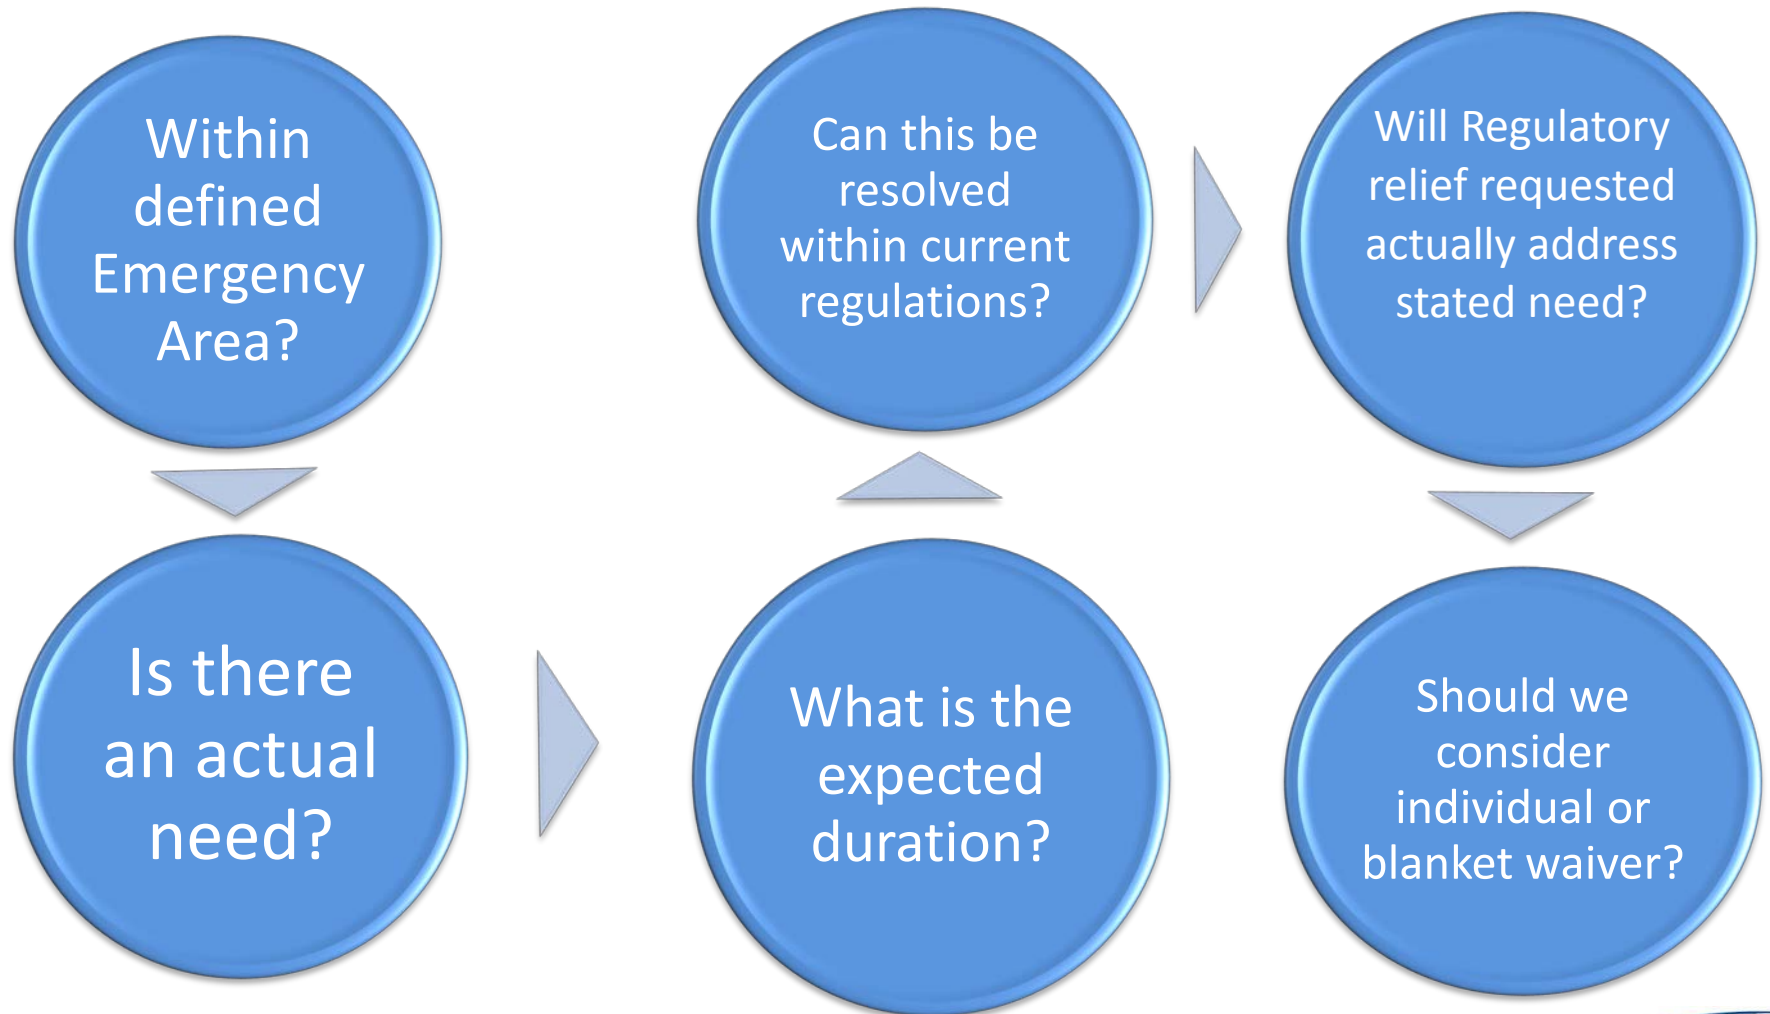 Within
defined
Emergency
Area?
Is there
an actual
need?
What is the
expected
duration?
Can this be
resolved
within current
regulations?
Will Regulatory
relief requested
actually address
stated need?
Should we
consider
individual or
blanket waiver?